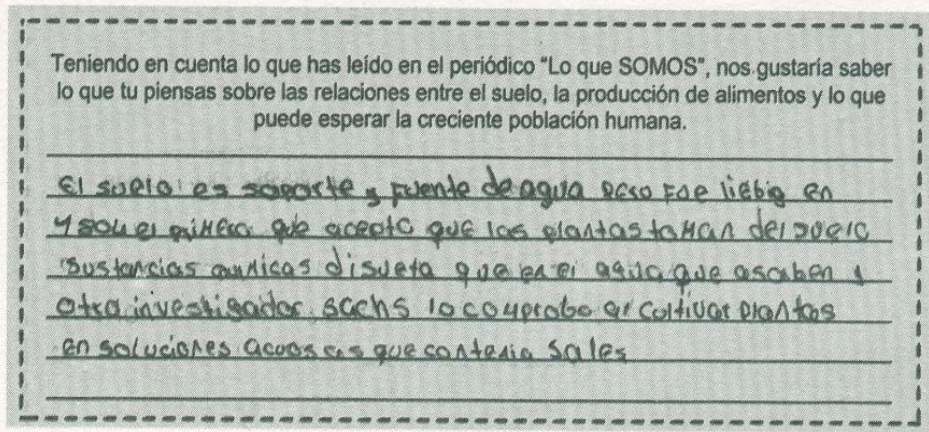 Teniendo en cuenta lo que has leído en el periódico "Lo que SOMOS", nos gustaría saber
lo que tu piensas sobre las relaciones entre el suelo, la producción de alimentos y lo que
puede esperar la creciente población humana.
El suelo es soporte y fuente de agua pero Fue liebig en
el primero que acepto que las plantas toman del suelo
sustancias disueta que en el agua que asorben y
otro investigador sachs lo comprobo al cultivar plantas
en soluciones acuosas que contenia sales